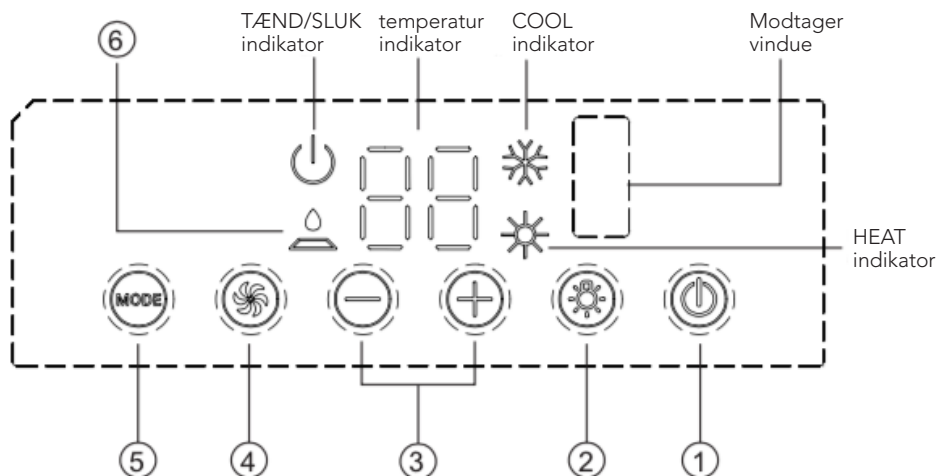 TÆND/SLUK
indikator
temperatur
indikator
COOL
indikator
Modtager
vindue
6
HEAT
indikator
MODE
5
4
3
2
1